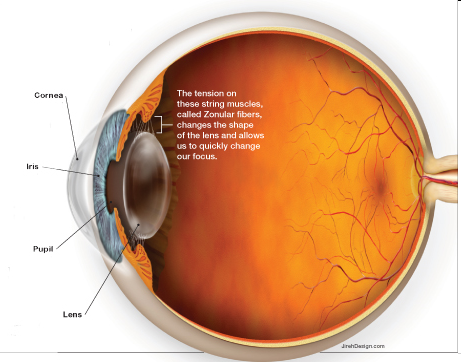 The tension on
these string muscles,
called Zonular fibers,
changes the shape
of the lens and allows
us to quickly change
our focus.
Cornea
Iris
Pupil
Lens
JirehDesign.com